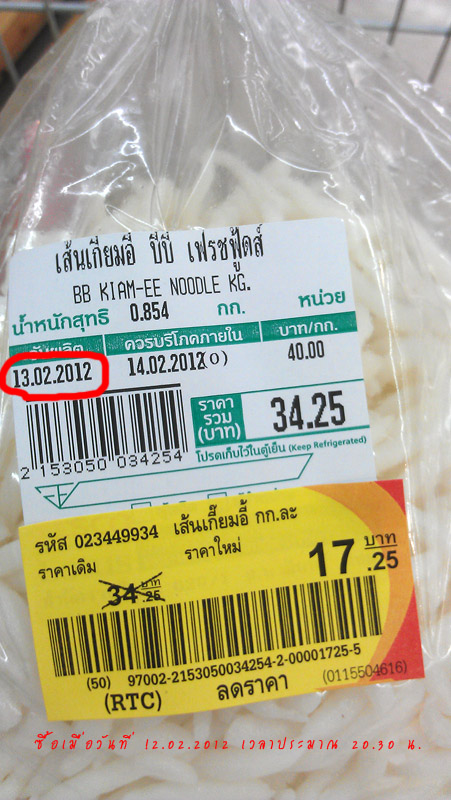 เส้นเกี่ยมอี๋ บีบี เฟรชฟู้ดส์
BB KIAM-EE NOODLE KG.
น้ำหนักสุทธิ 0.854 กก. หน่วย
วันผลิต ควรบริโภคภายใน บาท/กก.
13.02.2012 14.02.2012(0) 40.00
ราคารวม (บาท) 34.25
2 153050 034254
โปรดเก็บไว้ในตู้เย็น (Keep Refrigerated)
รหัส 023449934 เส้นเกี๊ยมอี้ กก.ละ
ราคาเดิม ราคาใหม่
34.25 บาท 17.25 บาท
(50) 97002-2153050034254-2-00001725-5
(RTC) ลดราคา (0115504616)
ซื้อเมื่อวันที่ 12.02.2012 เวลาประมาณ 20.30 น.